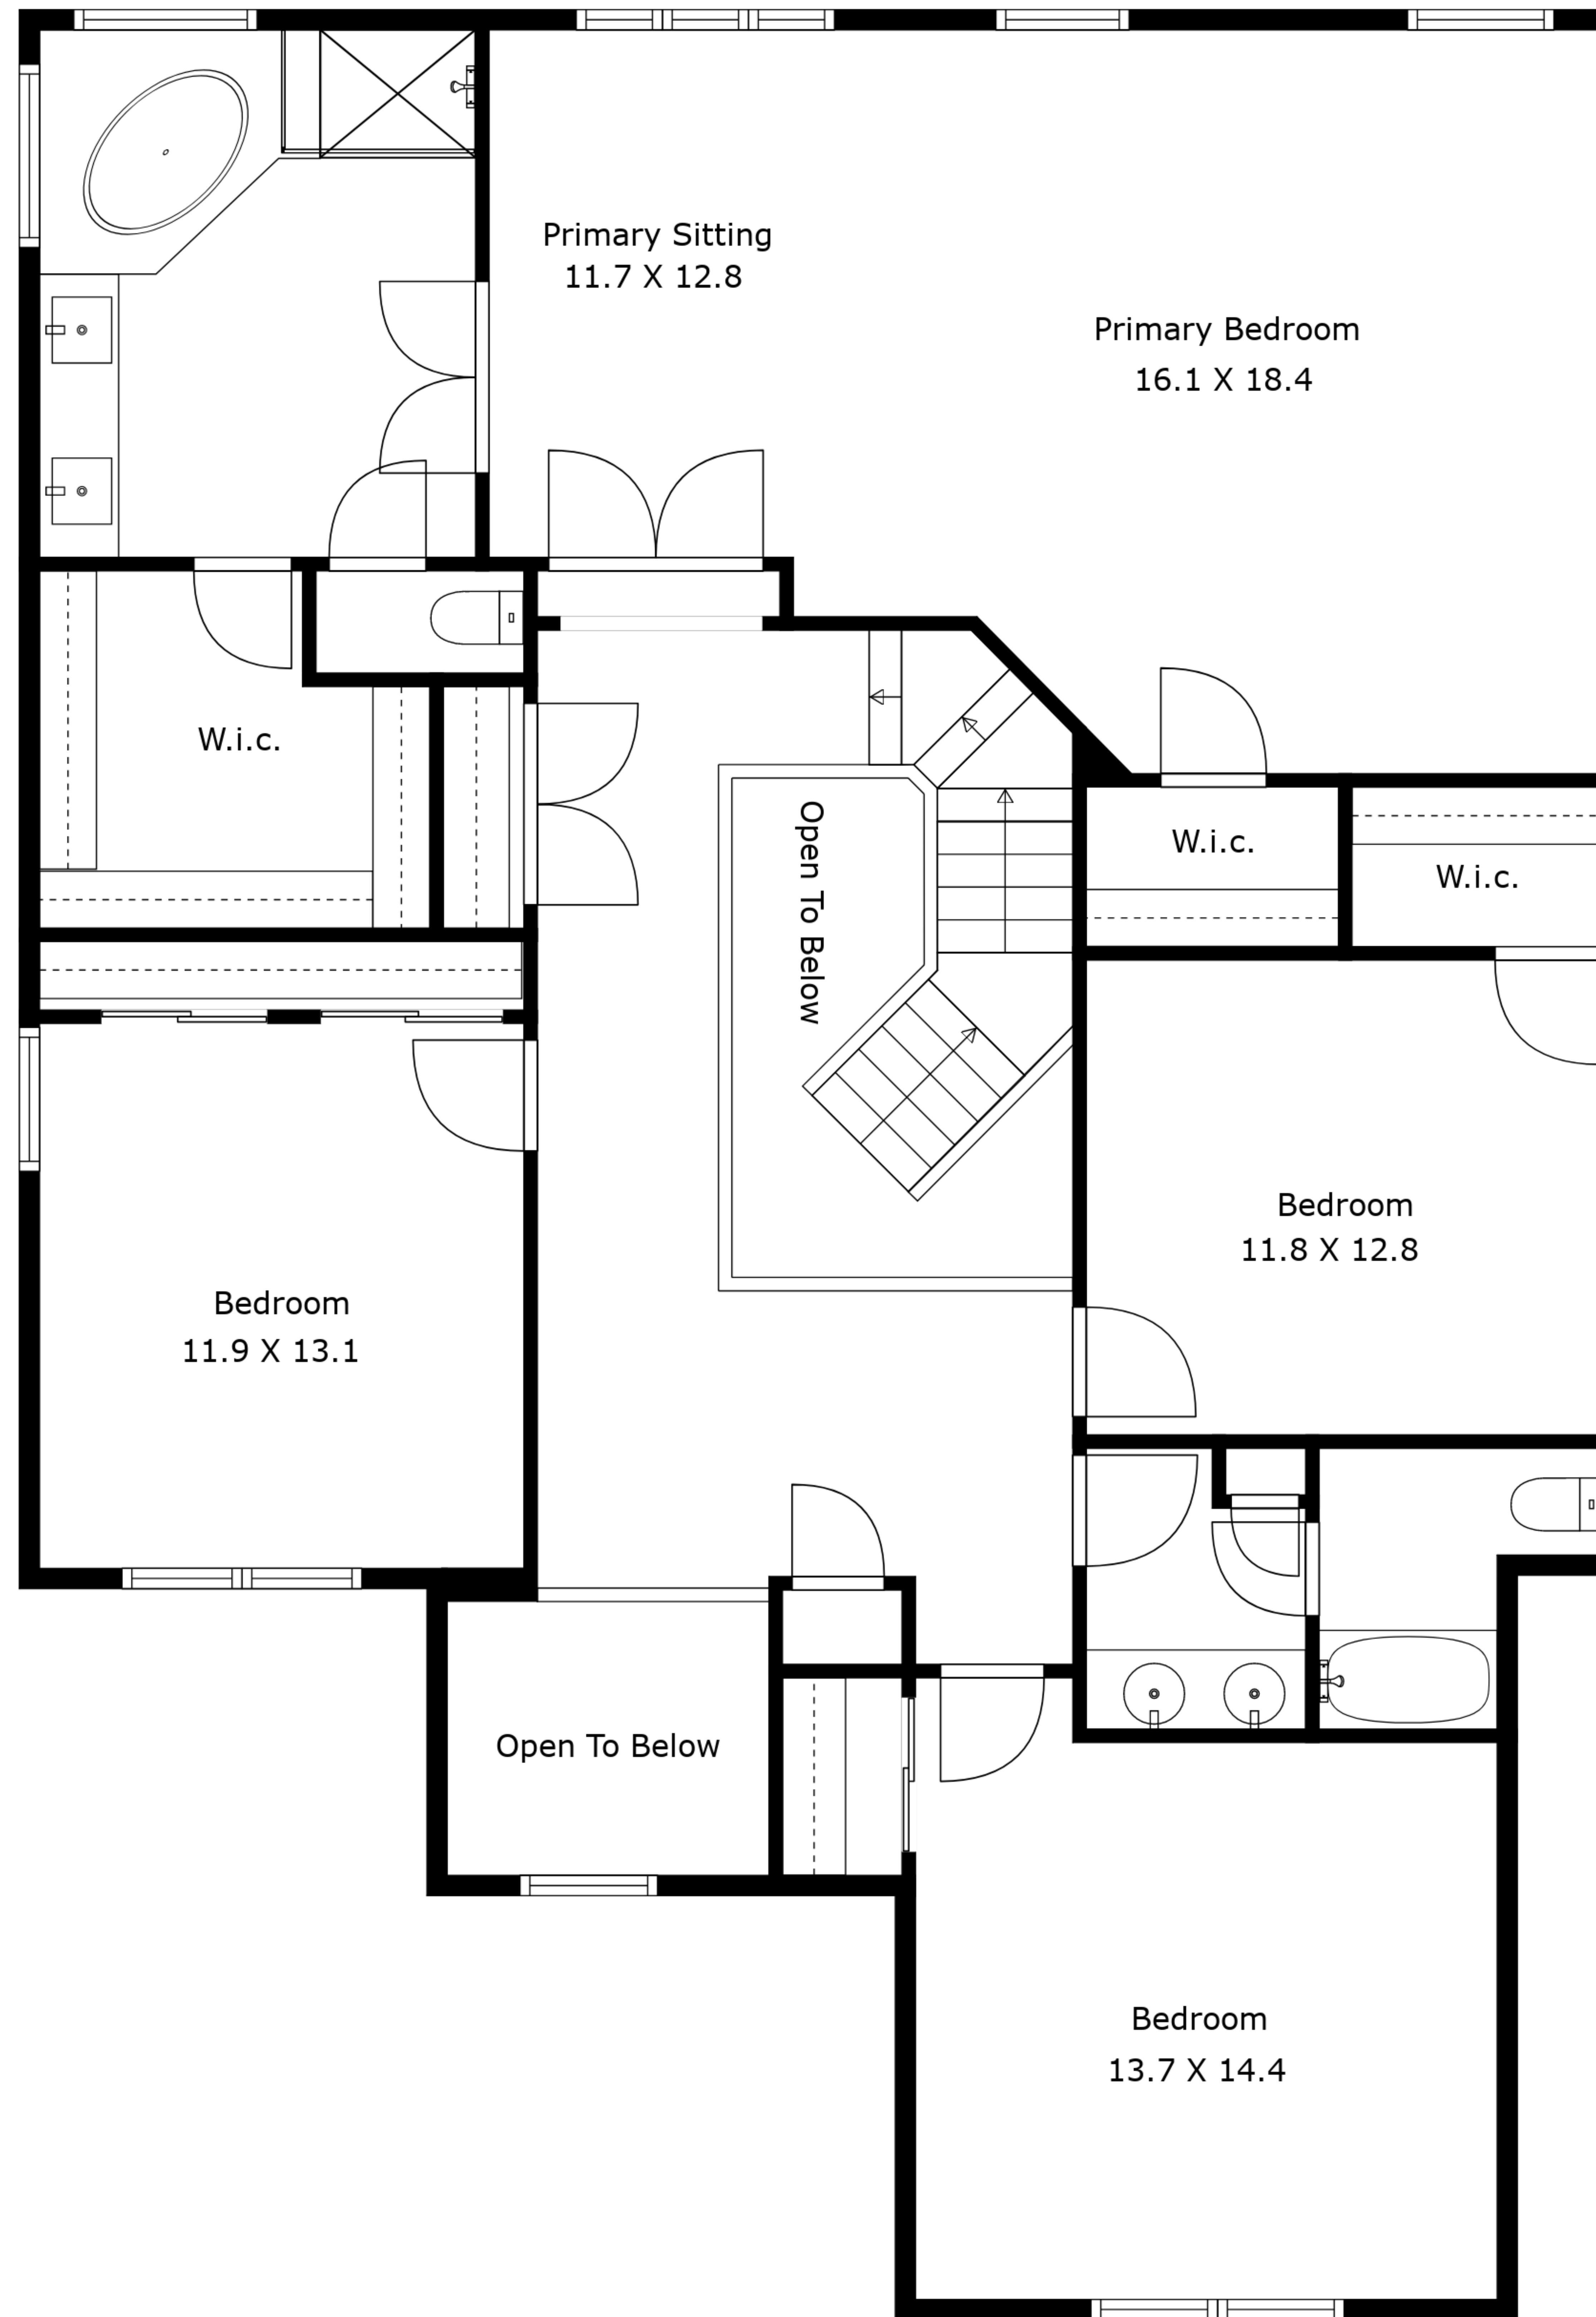 Primary Sitting
11.7 X 12.8
Primary Bedroom
16.1 X 18.4
W.i.c.
Open To Below
W.i.c.
W.i.c.
Bedroom
11.8 X 12.8
Bedroom
11.9 X 13.1
Open To Below
Bedroom
13.7 X 14.4